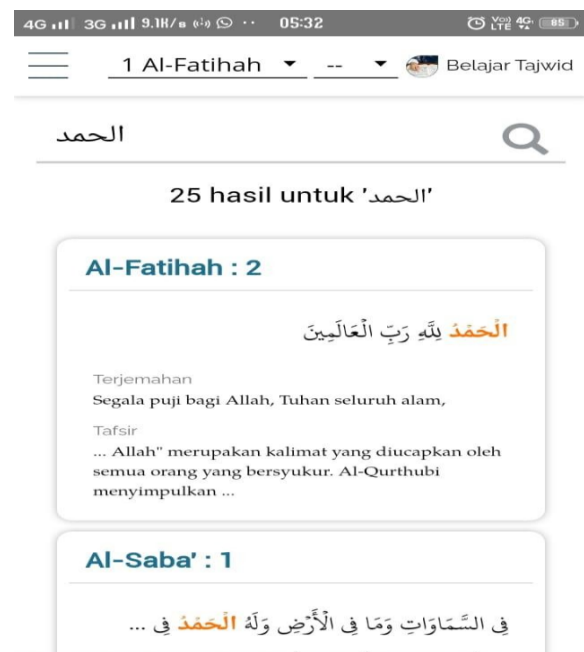 4G 3G 9.1K/s 05:32 4G 85
1 Al-Fatihah -- Belajar Tajwid
الحمد
25 hasil untuk 'الحمد'
Al-Fatihah : 2
الْحَمْدُ لِلَّهِ رَبِّ الْعَالَمِينَ
Terjemahan
Segala puji bagi Allah, Tuhan seluruh alam,
Tafsir
... Allah" merupakan kalimat yang diucapkan oleh
semua orang yang bersyukur. Al-Qurthubi
menyimpulkan ...
Al-Saba' : 1
فِى السَّمَاوَاتِ وَمَا فِى الْأَرْضِ وَلَهُ الْحَمْدُ فِى ...